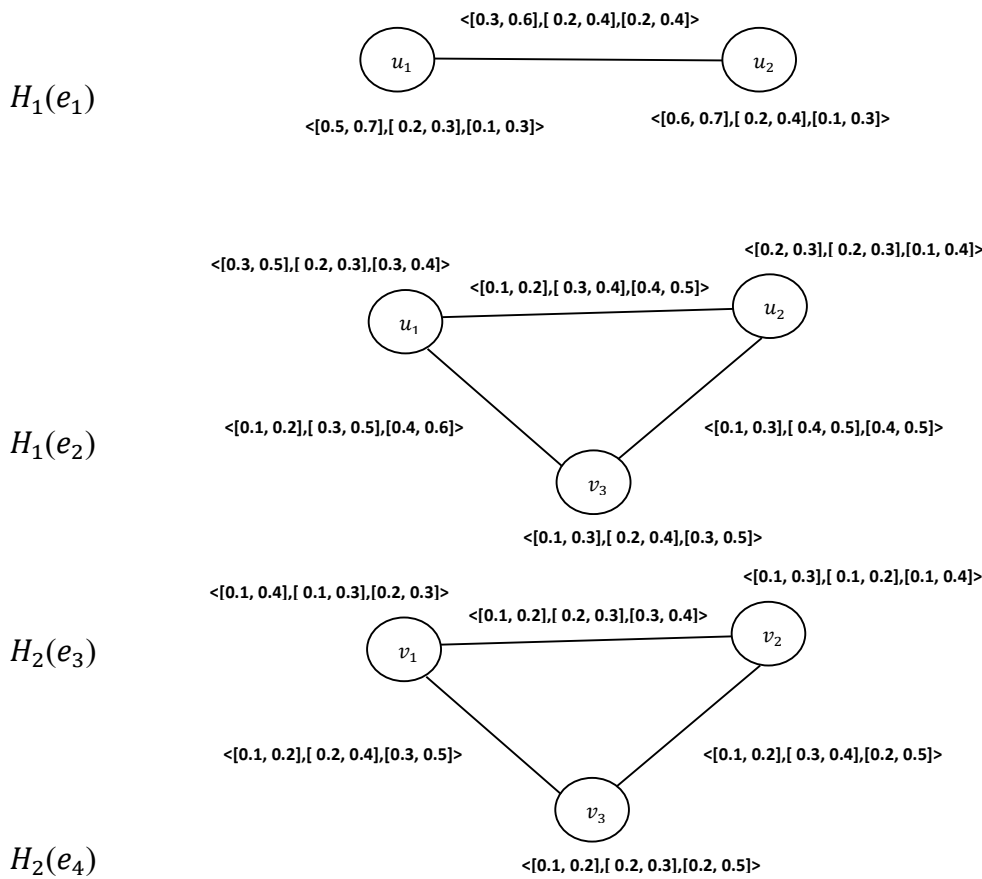 <[0.3, 0.6],[ 0.2, 0.4],[0.2, 0.4]>
u₁ u₂
H₁(e₁)
<[0.5, 0.7],[ 0.2, 0.3],[0.1, 0.3]> <[0.6, 0.7],[ 0.2, 0.4],[0.1, 0.3]>
<[0.2, 0.3],[ 0.2, 0.3],[0.1, 0.4]>
<[0.3, 0.5],[ 0.2, 0.3],[0.3, 0.4]>
<[0.1, 0.2],[ 0.3, 0.4],[0.4, 0.5]>
u₁ u₂
<[0.1, 0.2],[ 0.3, 0.5],[0.4, 0.6]> <[0.1, 0.3],[ 0.4, 0.5],[0.4, 0.5]>
H₁(e₂)
v₃
<[0.1, 0.3],[ 0.2, 0.4],[0.3, 0.5]>
<[0.1, 0.3],[ 0.1, 0.2],[0.1, 0.4]>
<[0.1, 0.4],[ 0.1, 0.3],[0.2, 0.3]>
<[0.1, 0.2],[ 0.2, 0.3],[0.3, 0.4]>
H₂(e₃)
v₁ v₂
<[0.1, 0.2],[ 0.2, 0.4],[0.3, 0.5]> <[0.1, 0.2],[ 0.3, 0.4],[0.2, 0.5]>
v₃
H₂(e₄)
<[0.1, 0.2],[ 0.2, 0.3],[0.2, 0.5]>